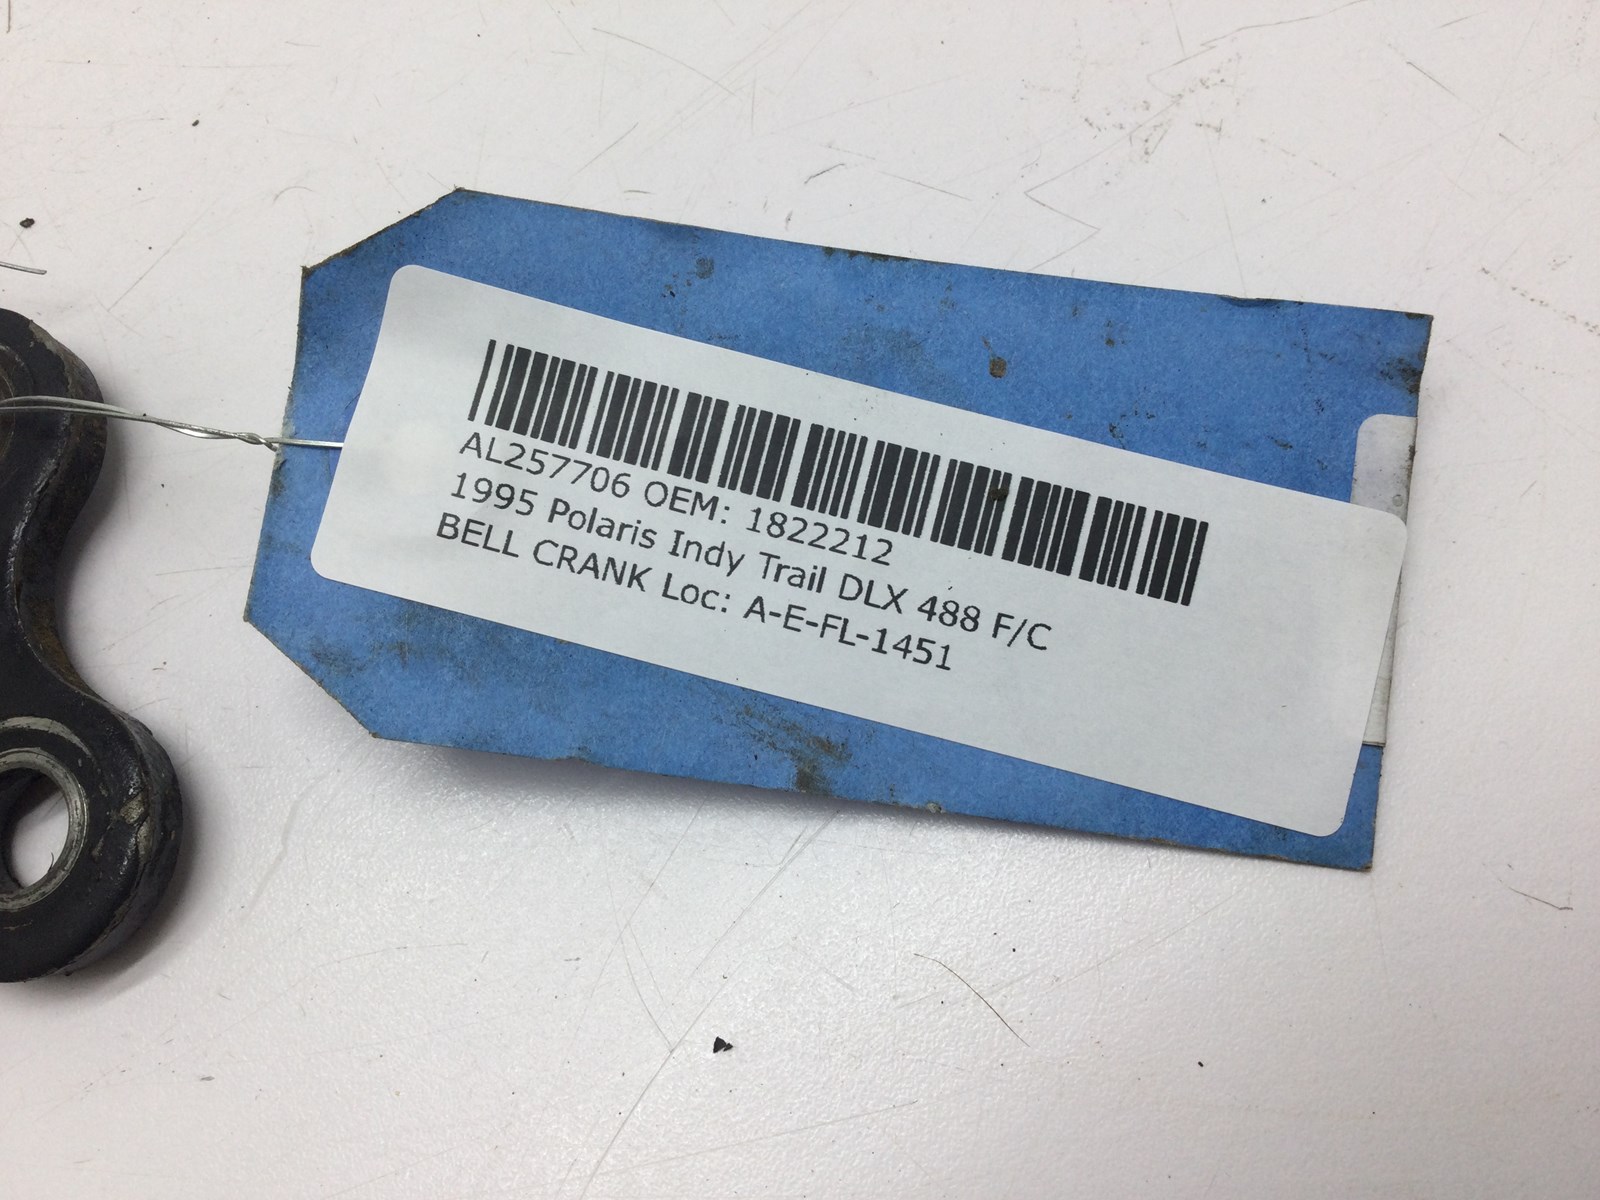 AL257706 OEM: 1822212
1995 Polaris Indy Trail DLX 488 F/C
BELL CRANK Loc: A-E-FL-1451